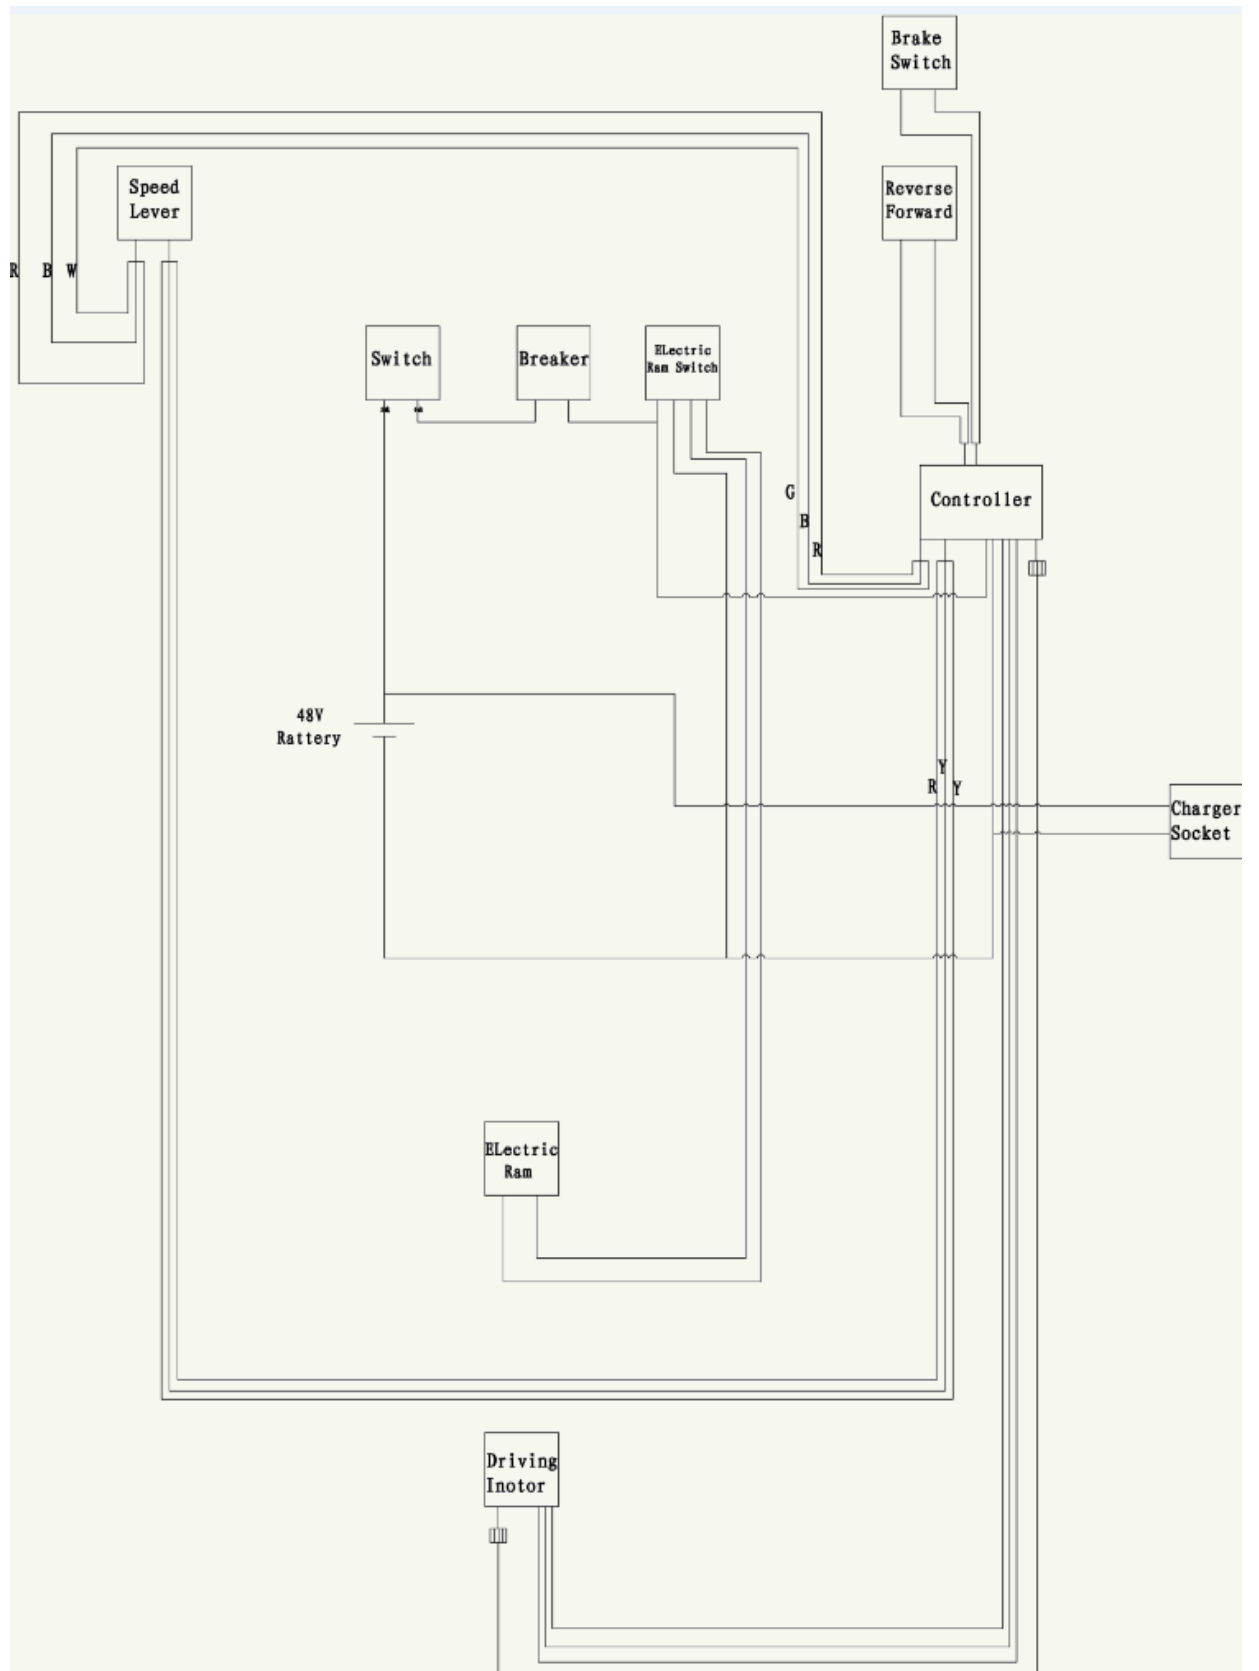 Brake
Switch
Speed
Lever
Reverse
Forward
R
B
W
Switch
Breaker
ELectric
Ram Switch
G
B
R
Controller
48V
Rattery
Y
R
Y
Charger
Socket
ELectric
Ram
Driving
Inotor